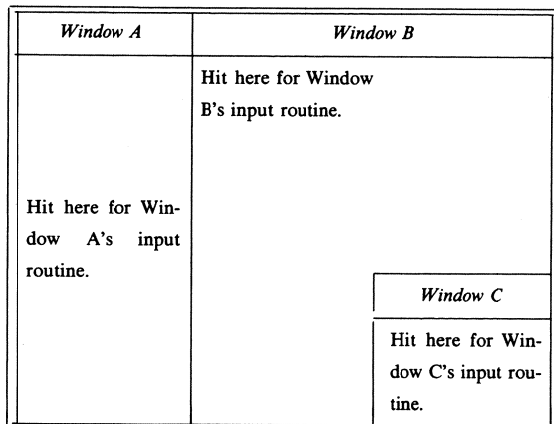 Window A
Window B
Hit here for Window
B's input routine.
Hit here for Win-
dow A's input
routine.
Window C
Hit here for Win-
dow C's input rou-
tine.